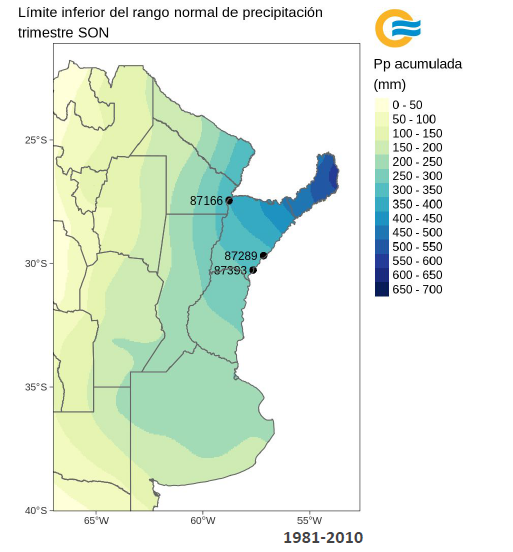 Límite inferior del rango normal de precipitación
trimestre SON
Pp acumulada
(mm)
0 - 50
50 - 100
100 - 150
150 - 200
200 - 250
250 - 300
300 - 350
350 - 400
400 - 450
450 - 500
500 - 550
550 - 600
600 - 650
650 - 700
25°S
87166
87289
30°S
87393
35°S
40°S
65°W
60°W
55°W
1981-2010